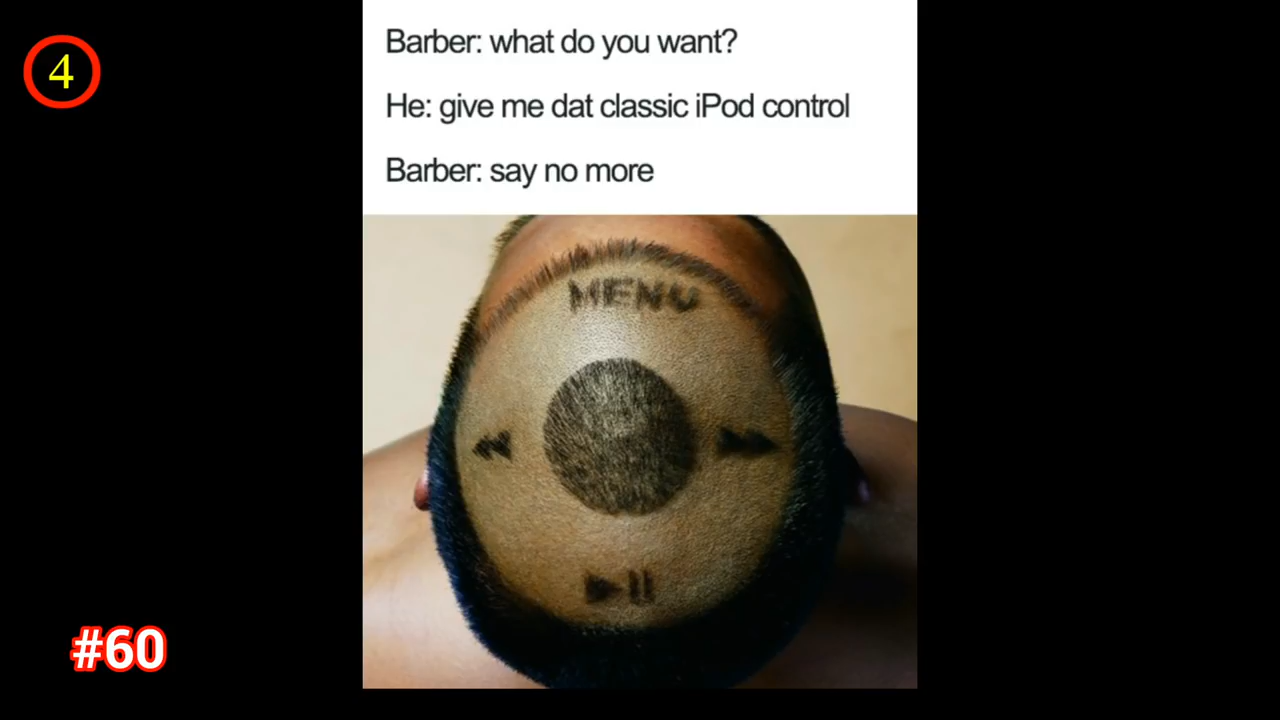 4
Barber: what do you want?
He: give me dat classic iPod control
Barber: say no more
MENU
#60